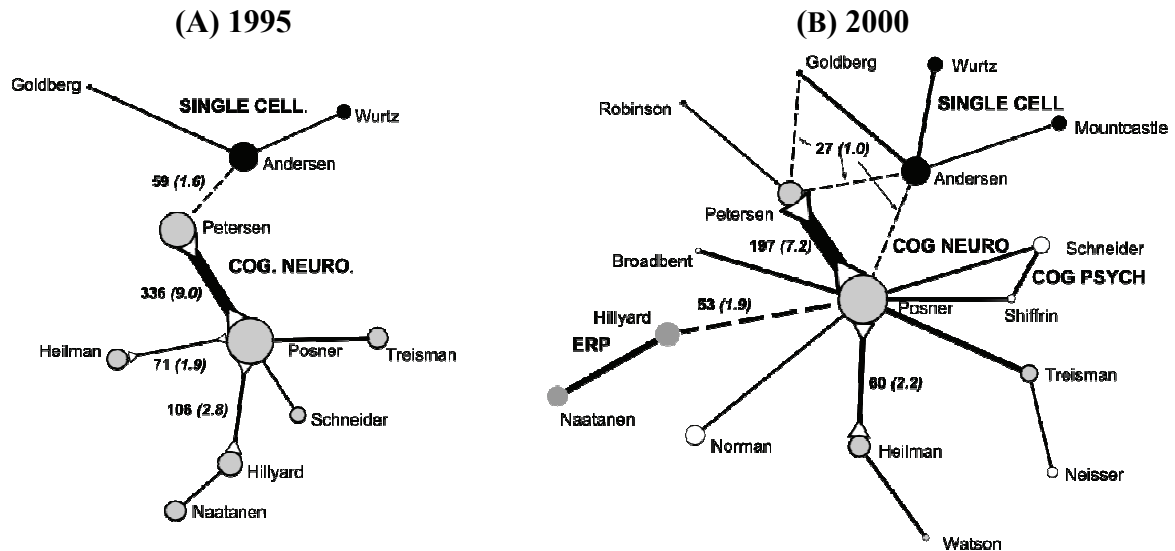 (A) 1995
Goldberg
SINGLE CELL.
Wurtz
Andersen
59 (1.6)
Petersen
COG. NEURO.
336 (9.0)
Heilman
71 (1.9)
Posner
Treisman
106 (2.8)
Schneider
Hillyard
Naatanen
(B) 2000
Goldberg
Wurtz
Robinson
SINGLE CELL
Mountcastle
27 (1.0)
Andersen
Petersen
197 (7.2)
COG NEURO
Schneider
Broadbent
COG PSYCH
53 (1.9)
Hillyard
Posner
Shiffrin
ERP
Treisman
60 (2.2)
Naatanen
Norman
Heilman
Neisser
Watson